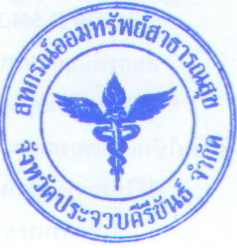 สหกรณ์ออมทรัพย์สาธารณสุข
จังหวัดประจวบคีรีขันธ์ จำกัด